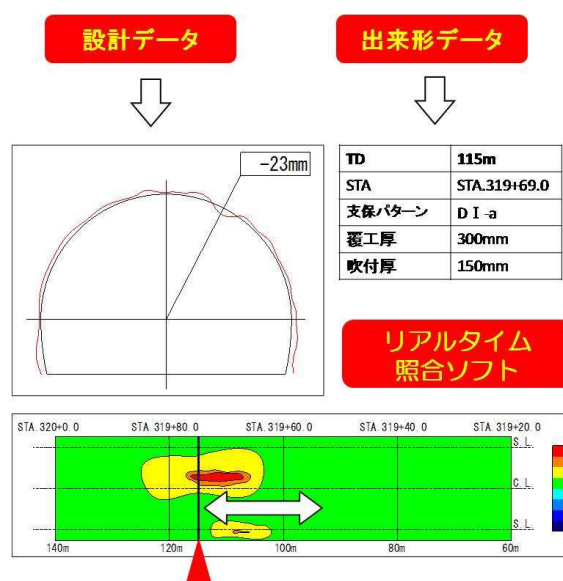 設計データ
出来形データ
-23mm
TD 115m
STA STA.319+69.0
支保パターン D I -a
覆工厚 300mm
吹付厚 150mm
リアルタイム
照合ソフト
STA.320+0.0 STA.319+80.0 STA.319+60.0 STA.319+40.0 STA.319+20.0
S.L.
C.L.
S.L.
140m 120m 100m 80m 60m